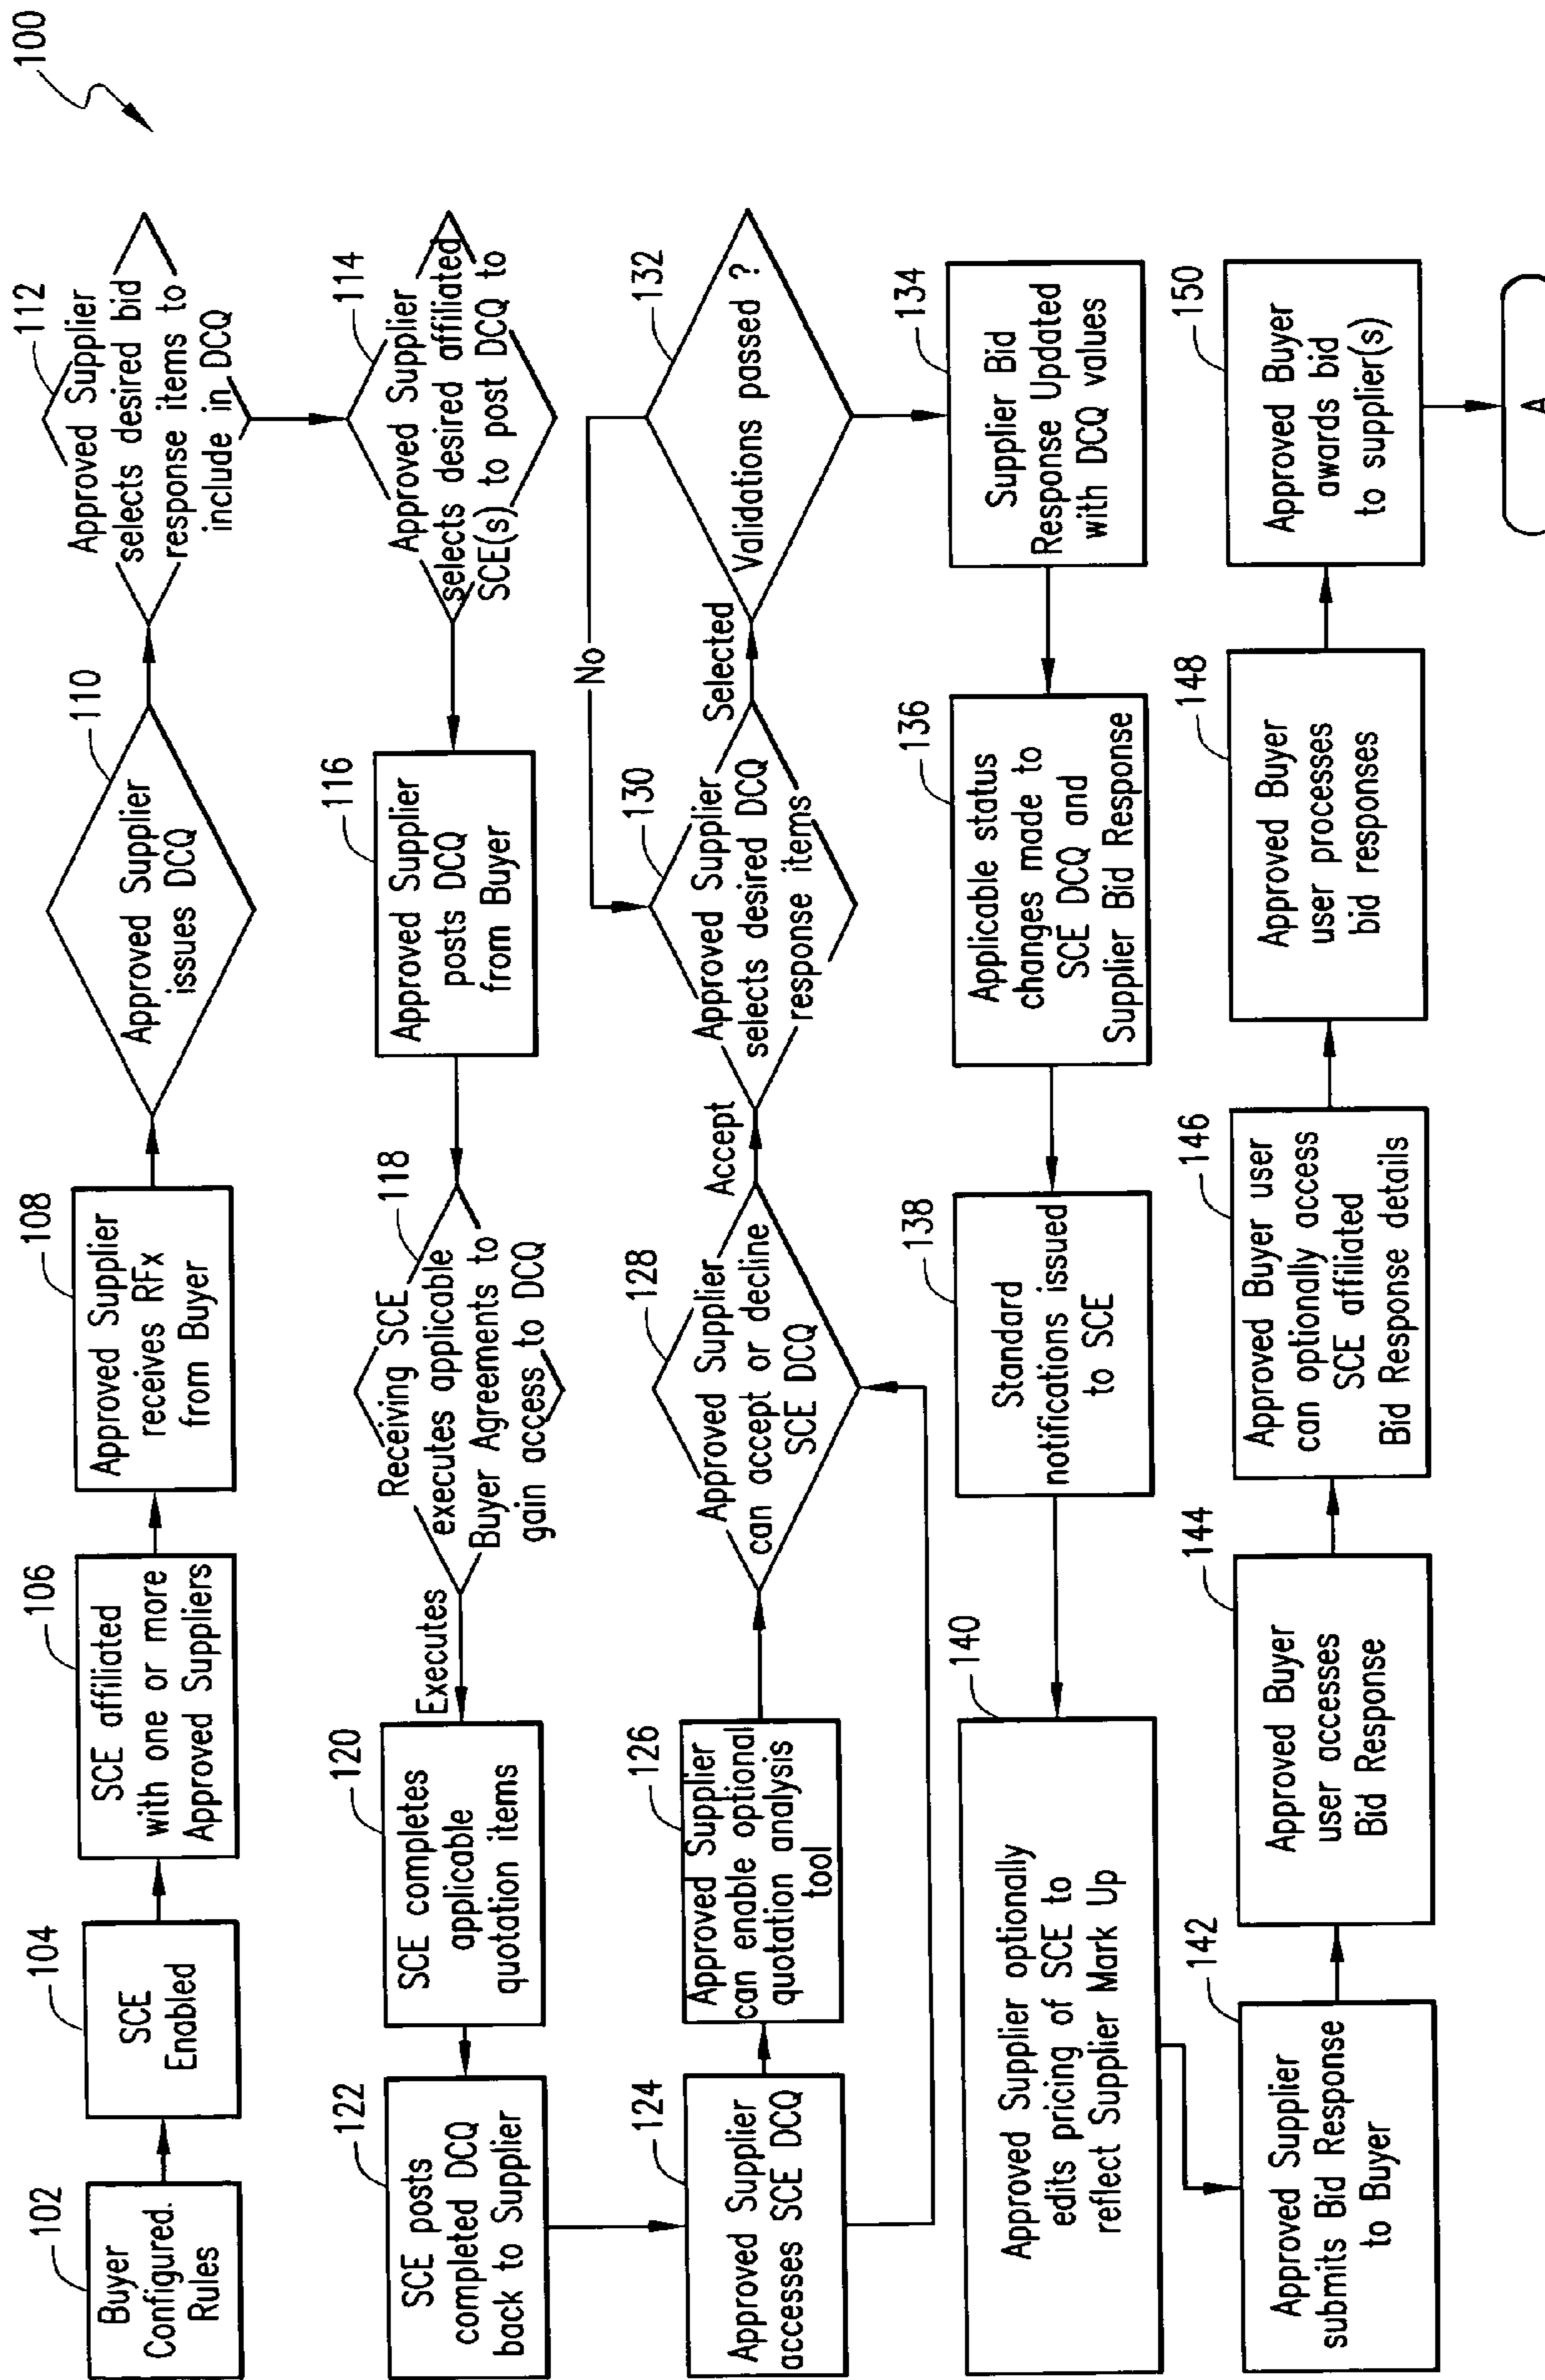 100
102
Buyer
Configured.
Rules
104
SCE
Enabled
106
SCE affiliated
with one or more
Approved Suppliers
108
Approved Supplier
receives RFx
from Buyer
110
Approved Supplier
issues DCQ
112
Approved Supplier
selects desired bid
response items to
include in DCQ
114
Approved Supplier
selects desired affiliated
SCE(s) to post DCQ to
116
Approved Supplier
posts DCQ
from Buyer
118
Receiving SCE
executes applicable
Buyer Agreements to
gain access to DCQ
Executes
120
SCE completes
applicable
quotation items
122
SCE posts
completed DCQ
back to Supplier
124
Approved Supplier
accesses SCE DCQ
126
Approved Supplier
can enable optional
quotation analysis
tool
128
Approved Supplier
can accept or decline
SCE DCQ
Accept
130
Approved Supplier
selects desired DCQ
response items
Selected
No
132
Validations passed ?
134
Supplier Bid
Response Updated
with DCQ values
136
Applicable status
changes made to
SCE DCQ and
Supplier Bid Response
138
Standard
notifications issued
to SCE
140
Approved Supplier optionally
edits pricing of SCE to
reflect Supplier Mark Up
142
Approved Supplier
submits Bid Response
to Buyer
144
Approved Buyer
user accesses
Bid Response
146
Approved Buyer user
can optionally access
SCE affiliated
Bid Response details
148
Approved Buyer
user processes
bid responses
150
Approved Buyer
awards bid
to supplier(s)
A